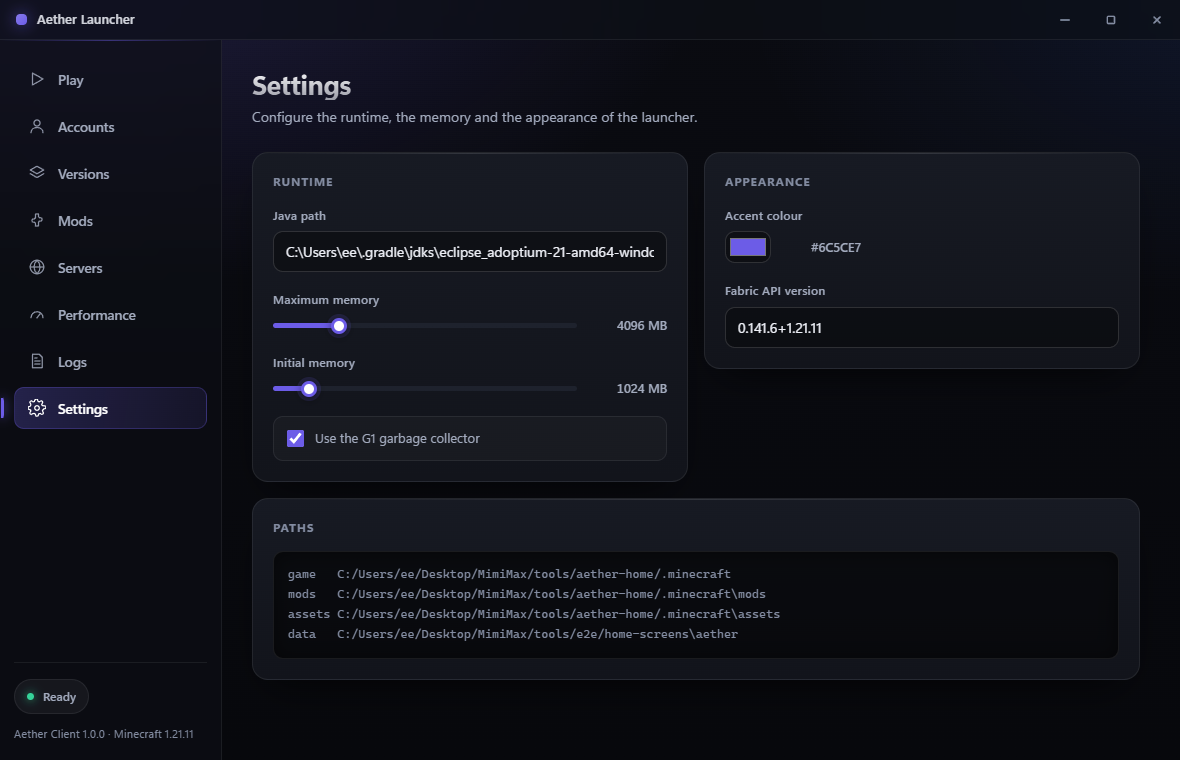 Aether Launcher
Play
Accounts
Versions
Mods
Servers
Performance
Logs
Settings
Ready
Aether Client 1.0.0 · Minecraft 1.21.11
Settings
Configure the runtime, the memory and the appearance of the launcher.
RUNTIME
Java path
C:\Users\ee\.gradle\jdks\eclipse_adoptium-21-amd64-windo
Maximum memory
4096 MB
Initial memory
1024 MB
Use the G1 garbage collector
APPEARANCE
Accent colour
#6C5CE7
Fabric API version
0.141.6+1.21.11
PATHS
game C:/Users/ee/Desktop/MimiMax/tools/aether-home/.minecraft
mods C:/Users/ee/Desktop/MimiMax/tools/aether-home/.minecraft\mods
assets C:/Users/ee/Desktop/MimiMax/tools/aether-home/.minecraft\assets
data C:/Users/ee/Desktop/MimiMax/tools/e2e/home-screens\aether